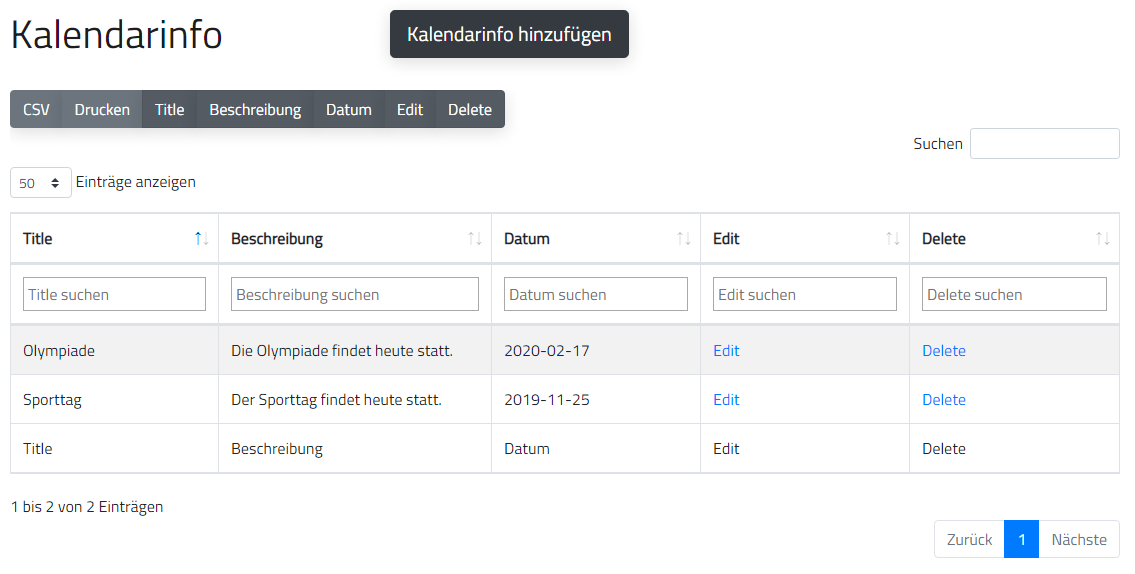 Kalendarinfo
Kalendarinfo hinzufügen
CSV Drucken Title Beschreibung Datum Edit Delete
Suchen
50 Einträge anzeigen
Title Beschreibung Datum Edit Delete
Title suchen Beschreibung suchen Datum suchen Edit suchen Delete suchen
Olympiade Die Olympiade findet heute statt. 2020-02-17 Edit Delete
Sporttag Der Sporttag findet heute statt. 2019-11-25 Edit Delete
Title Beschreibung Datum Edit Delete
1 bis 2 von 2 Einträgen
Zurück 1 Nächste